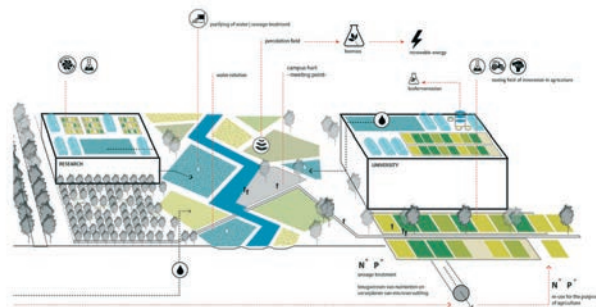 purifying of water | sewage treatment
percolation field
biomass
renewable energy
water retention
campus hart
- meeting point-
testing field of innovation in agriculture
biofermentation
RESEARCH
UNIVERSITY
N+ P+
sewage treatment
N+ P+
re-use for the purpose
of agriculture